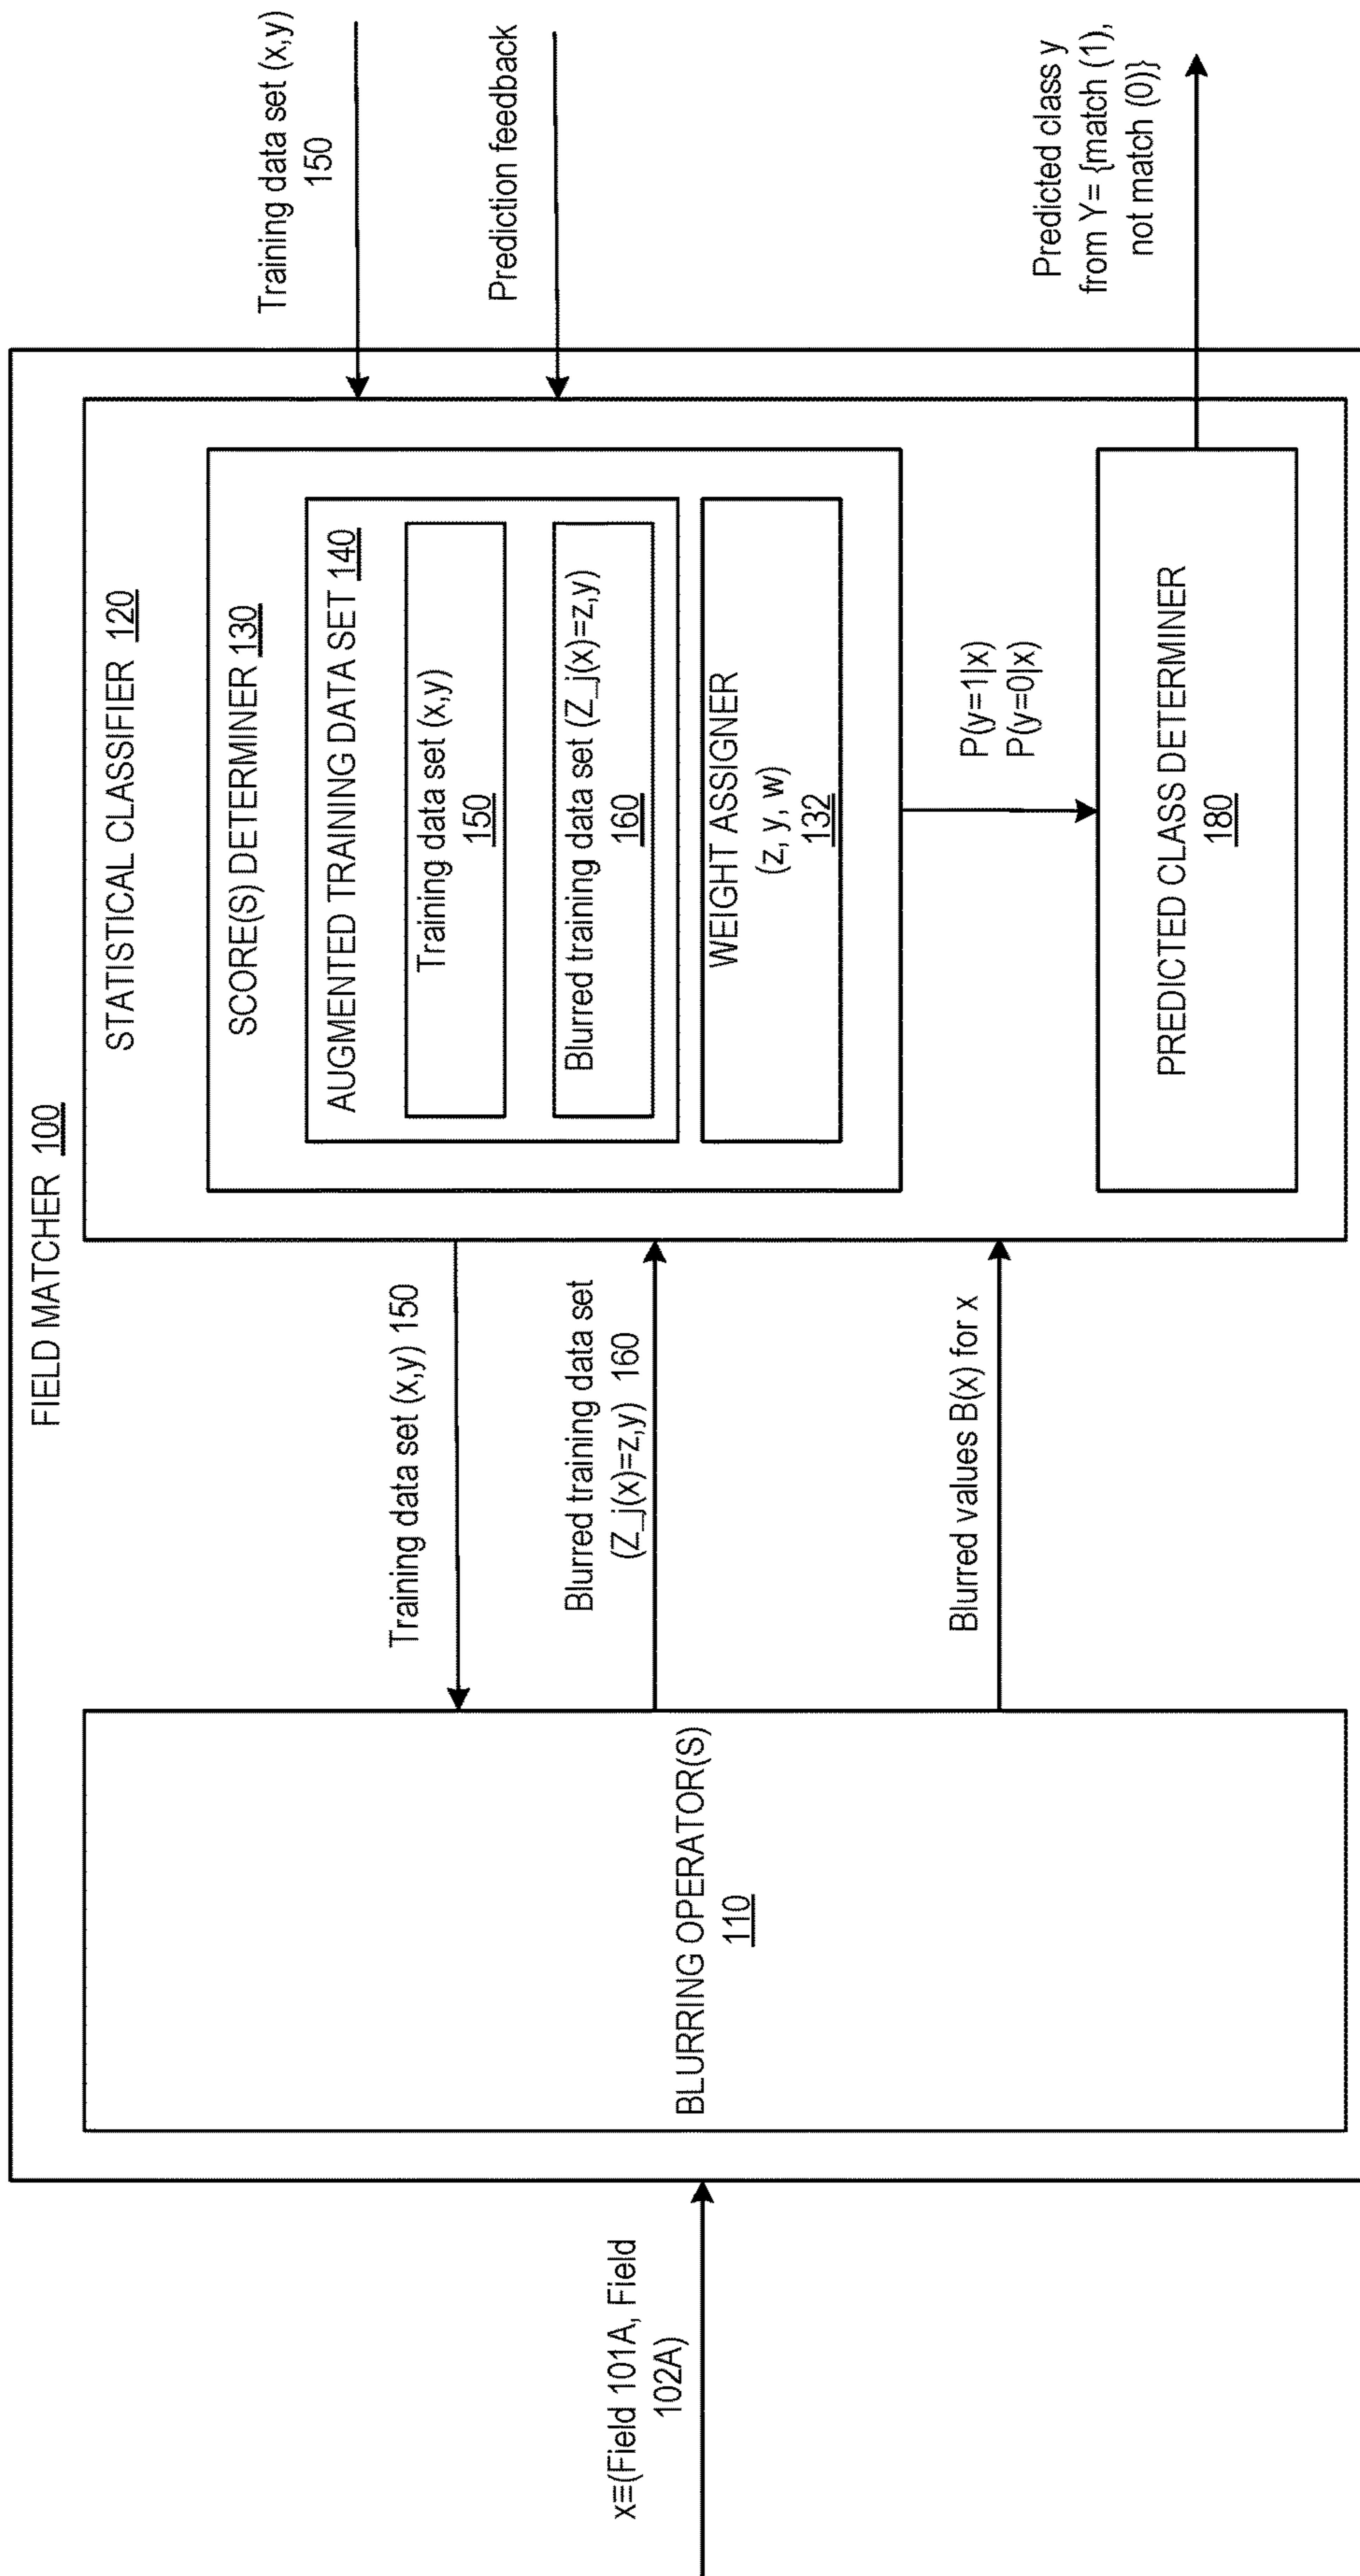 FIELD MATCHER 100
x=(Field 101A, Field
102A)
BLURRING OPERATOR(S)
110
Training data set (x,y) 150
Blurred training data set
(Z_j(x)=z,y) 160
Blurred values B(x) for x
STATISTICAL CLASSIFIER 120
SCORE(S) DETERMINER 130
AUGMENTED TRAINING DATA SET 140
Training data set (x,y)
150
Blurred training data set (Z_j(x)=z,y)
160
WEIGHT ASSIGNER
(z, y, w)
132
P(y=1|x)
P(y=0|x)
PREDICTED CLASS DETERMINER
180
Training data set (x,y)
150
Prediction feedback
Predicted class y
from Y= {match (1),
not match (0)}